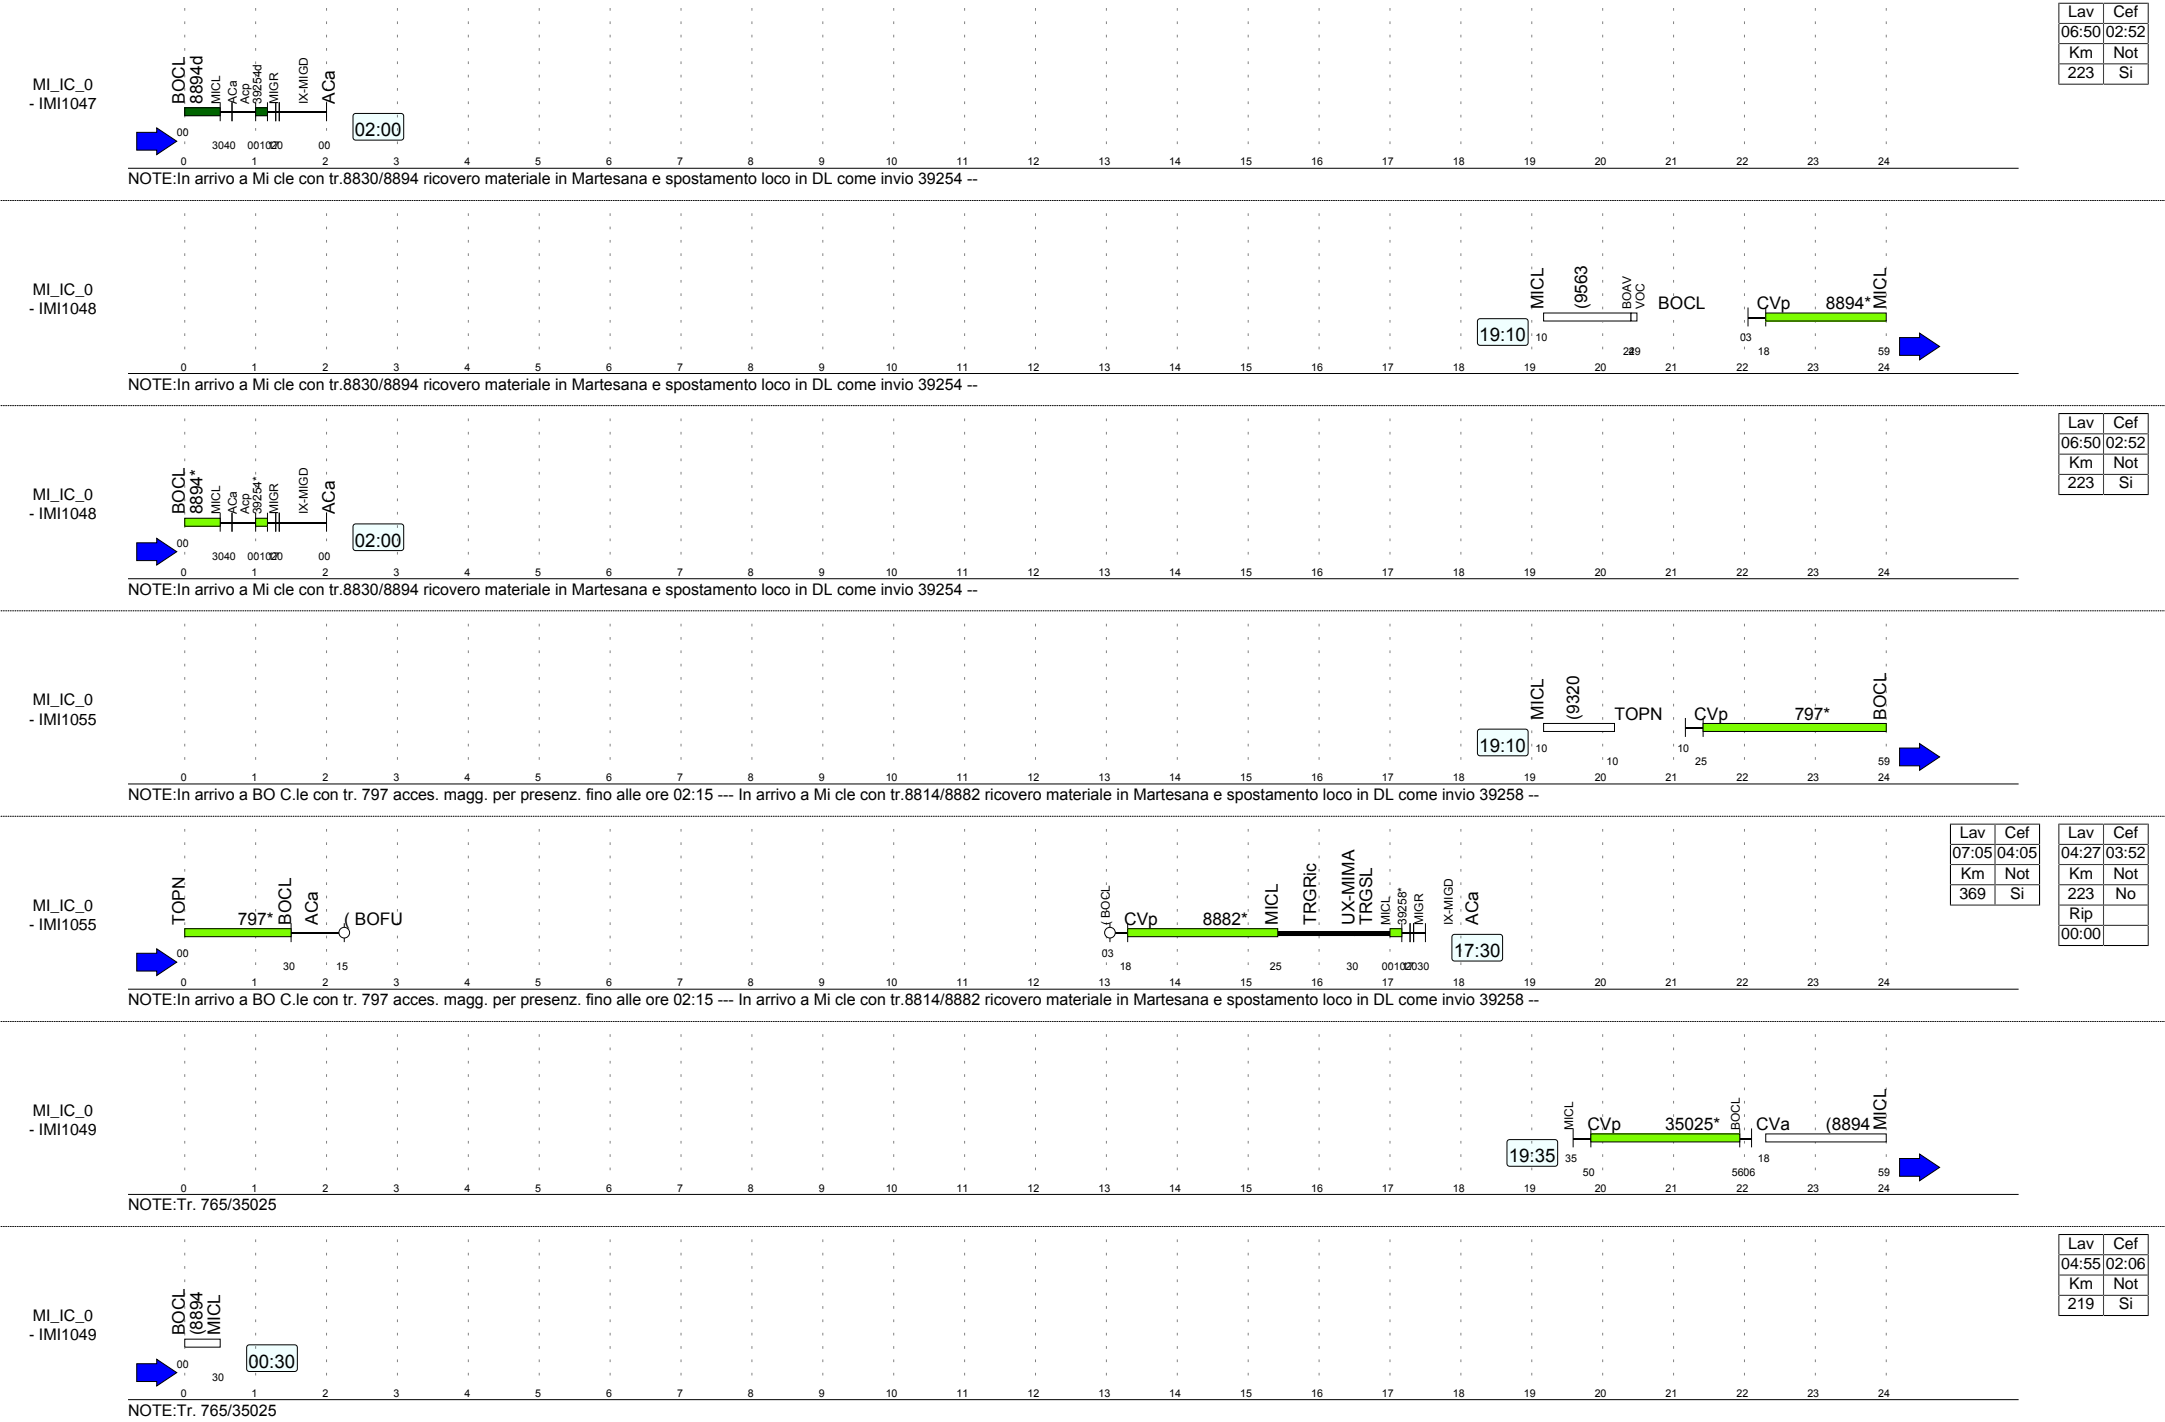 Lav Cef
06:50 02:52
Km Not
223 Si
MI_IC_0
- IMI1047
BOCL 8894d MICL ACa Acp 39254d MIGR IX-MIGD ACa
02:00
00
30 40 00 10 20 00
0 1 2 3 4 5 6 7 8 9 10 11 12 13 14 15 16 17 18 19 20 21 22 23 24
NOTE:In arrivo a Mi cle con tr.8830/8894 ricovero materiale in Martesana e spostamento loco in DL come invio 39254 --
MI_IC_0
- IMI1048
MICL (9563 BOAV VOC BOCL CVp 8894* MICL
19:10 10 03
29 18 59
0 1 2 3 4 5 6 7 8 9 10 11 12 13 14 15 16 17 18 19 20 21 22 23 24
NOTE:In arrivo a Mi cle con tr.8830/8894 ricovero materiale in Martesana e spostamento loco in DL come invio 39254 --
Lav Cef
06:50 02:52
Km Not
223 Si
MI_IC_0
- IMI1048
BOCL 8894* MICL ACa Acp 39254* MIGR IX-MIGD ACa
02:00
00
30 40 00 10 20 00
0 1 2 3 4 5 6 7 8 9 10 11 12 13 14 15 16 17 18 19 20 21 22 23 24
NOTE:In arrivo a Mi cle con tr.8830/8894 ricovero materiale in Martesana e spostamento loco in DL come invio 39254 --
MI_IC_0
- IMI1055
MICL (9320 TOPN CVp 797* BOCL
19:10 10 10
10 25 59
0 1 2 3 4 5 6 7 8 9 10 11 12 13 14 15 16 17 18 19 20 21 22 23 24
NOTE:In arrivo a BO C.le con tr. 797 acces. magg. per presenz. fino alle ore 02:15 --- In arrivo a Mi cle con tr.8814/8882 ricovero materiale in Martesana e spostamento loco in DL come invio 39258 --
Lav Cef Lav Cef
07:05 04:05 04:27 03:52
Km Not Km Not
369 Si 223 No
Rip
00:00
MI_IC_0
- IMI1055
TOPN 797* BOCL ACa ( BOFU ( BOCL CVp 8882* MICL TRGRic UX-MIMA TRGSL MICL 39258* MIGR IX-MIGD ACa
17:30
00 03
30 15 18 25 30 00 10 20 30
0 1 2 3 4 5 6 7 8 9 10 11 12 13 14 15 16 17 18 19 20 21 22 23 24
NOTE:In arrivo a BO C.le con tr. 797 acces. magg. per presenz. fino alle ore 02:15 --- In arrivo a Mi cle con tr.8814/8882 ricovero materiale in Martesana e spostamento loco in DL come invio 39258 --
MI_IC_0
- IMI1049
MICL CVp 35025* BOCL CVa (8894 MICL
19:35 35 18
50 56 06 59
0 1 2 3 4 5 6 7 8 9 10 11 12 13 14 15 16 17 18 19 20 21 22 23 24
NOTE:Tr. 765/35025
Lav Cef
04:55 02:06
Km Not
219 Si
MI_IC_0
- IMI1049
BOCL (8894 MICL
00:30
00
30
0 1 2 3 4 5 6 7 8 9 10 11 12 13 14 15 16 17 18 19 20 21 22 23 24
NOTE:Tr. 765/35025